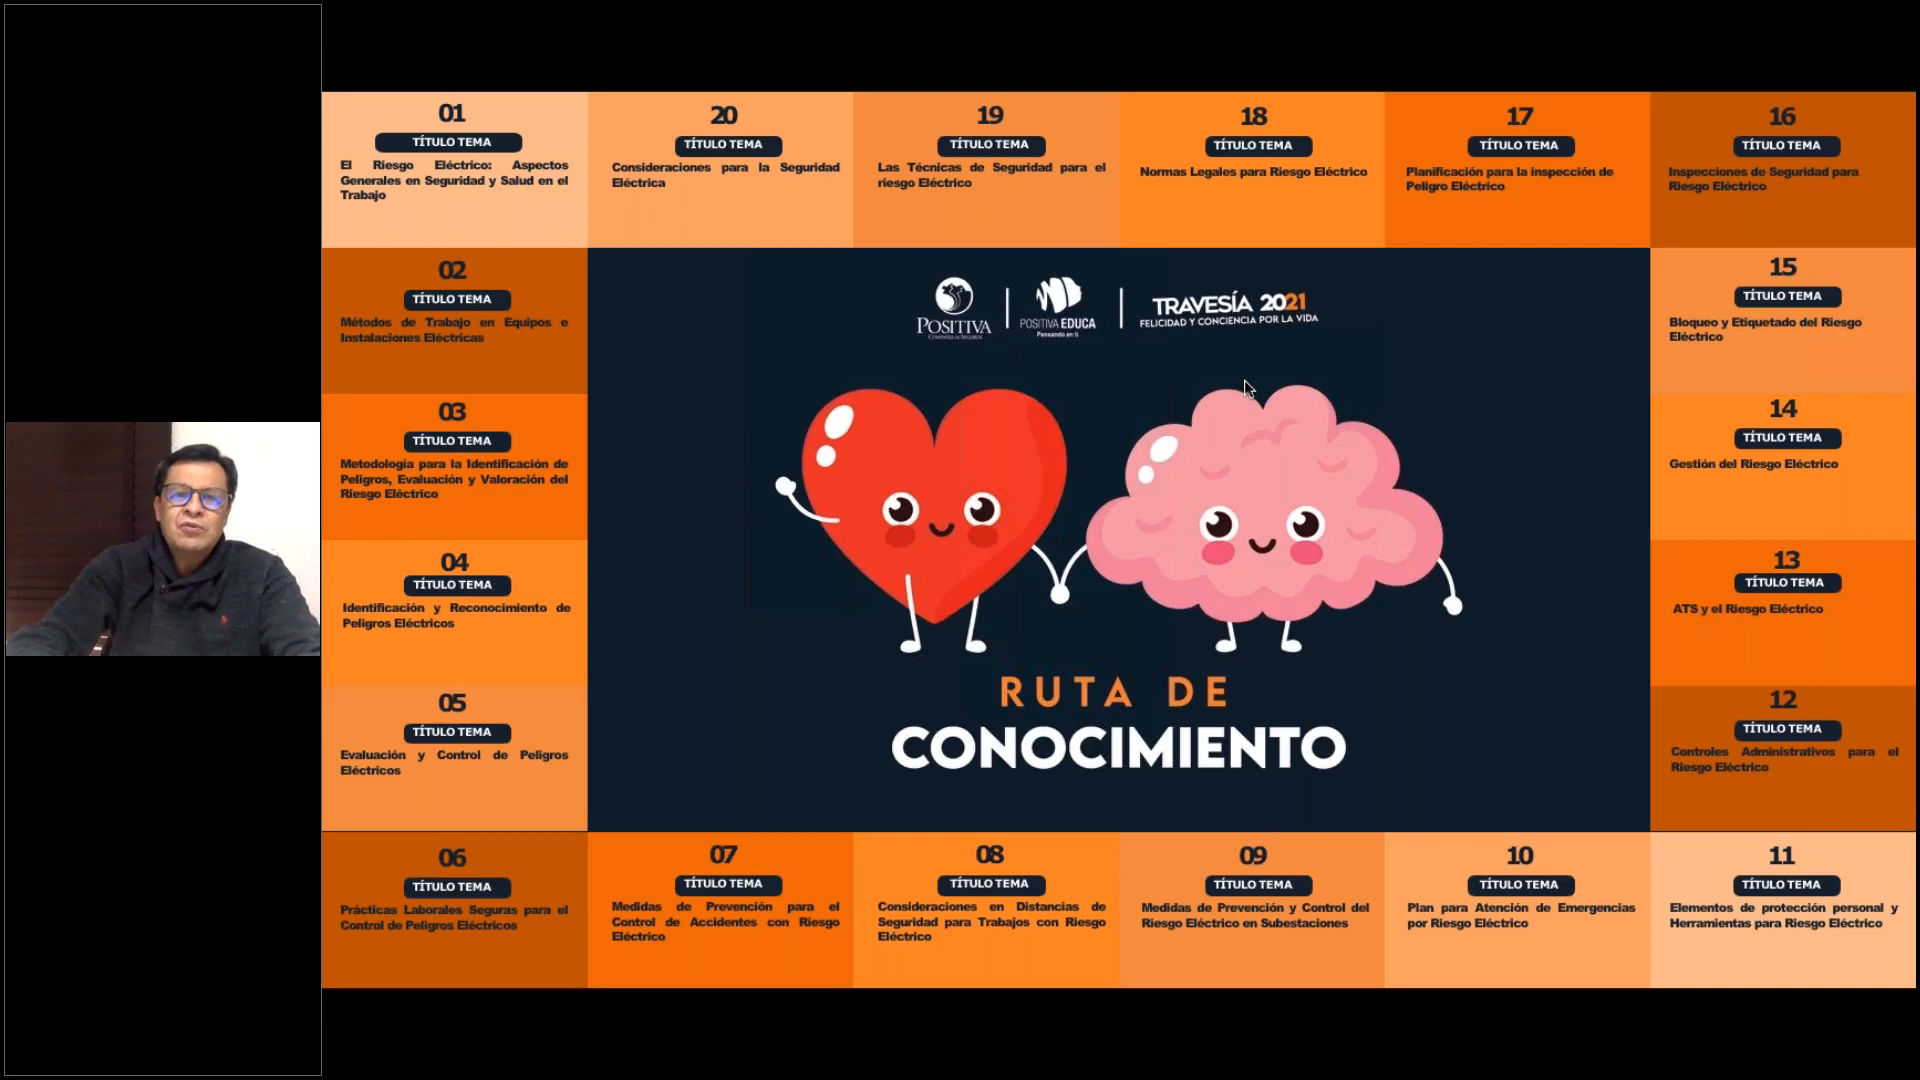 01
TÍTULO TEMA
El Riesgo Eléctrico: Aspectos
Generales en Seguridad y Salud en el
Trabajo
20
TÍTULO TEMA
Consideraciones para la Seguridad
Eléctrica
19
TÍTULO TEMA
Las Técnicas de Seguridad para el
riesgo Eléctrico
18
TÍTULO TEMA
Normas Legales para Riesgo Eléctrico
17
TÍTULO TEMA
Planificación para la inspección de
Peligro Eléctrico
16
TÍTULO TEMA
Inspecciones de Seguridad para
Riesgo Eléctrico
02
TÍTULO TEMA
Métodos de Trabajo en Equipos e
Instalaciones Eléctricas
03
TÍTULO TEMA
Metodología para la Identificación de
Peligros, Evaluación y Valoración del
Riesgo Eléctrico
04
TÍTULO TEMA
Identificación y Reconocimiento de
Peligros Eléctricos
05
TÍTULO TEMA
Evaluación y Control de Peligros
Eléctricos
POSITIVA
COMPAÑÍA DE SEGUROS
POSITIVA EDUCA
Pensando en ti
TRAVESÍA 2021
FELICIDAD Y CONCIENCIA POR LA VIDA
RUTA DE
CONOCIMIENTO
15
TÍTULO TEMA
Bloqueo y Etiquetado del Riesgo
Eléctrico
14
TÍTULO TEMA
Gestión del Riesgo Eléctrico
13
TÍTULO TEMA
ATS y el Riesgo Eléctrico
12
TÍTULO TEMA
Controles Administrativos para el
Riesgo Eléctrico
06
TÍTULO TEMA
Prácticas Laborales Seguras para el
Control de Peligros Eléctricos
07
TÍTULO TEMA
Medidas de Prevención para el
Control de Accidentes con Riesgo
Eléctrico
08
TÍTULO TEMA
Consideraciones en Distancias de
Seguridad para Trabajos con Riesgo
Eléctrico
09
TÍTULO TEMA
Medidas de Prevención y Control del
Riesgo Eléctrico en Subestaciones
10
TÍTULO TEMA
Plan para Atención de Emergencias
por Riesgo Eléctrico
11
TÍTULO TEMA
Elementos de protección personal y
Herramientas para Riesgo Eléctrico